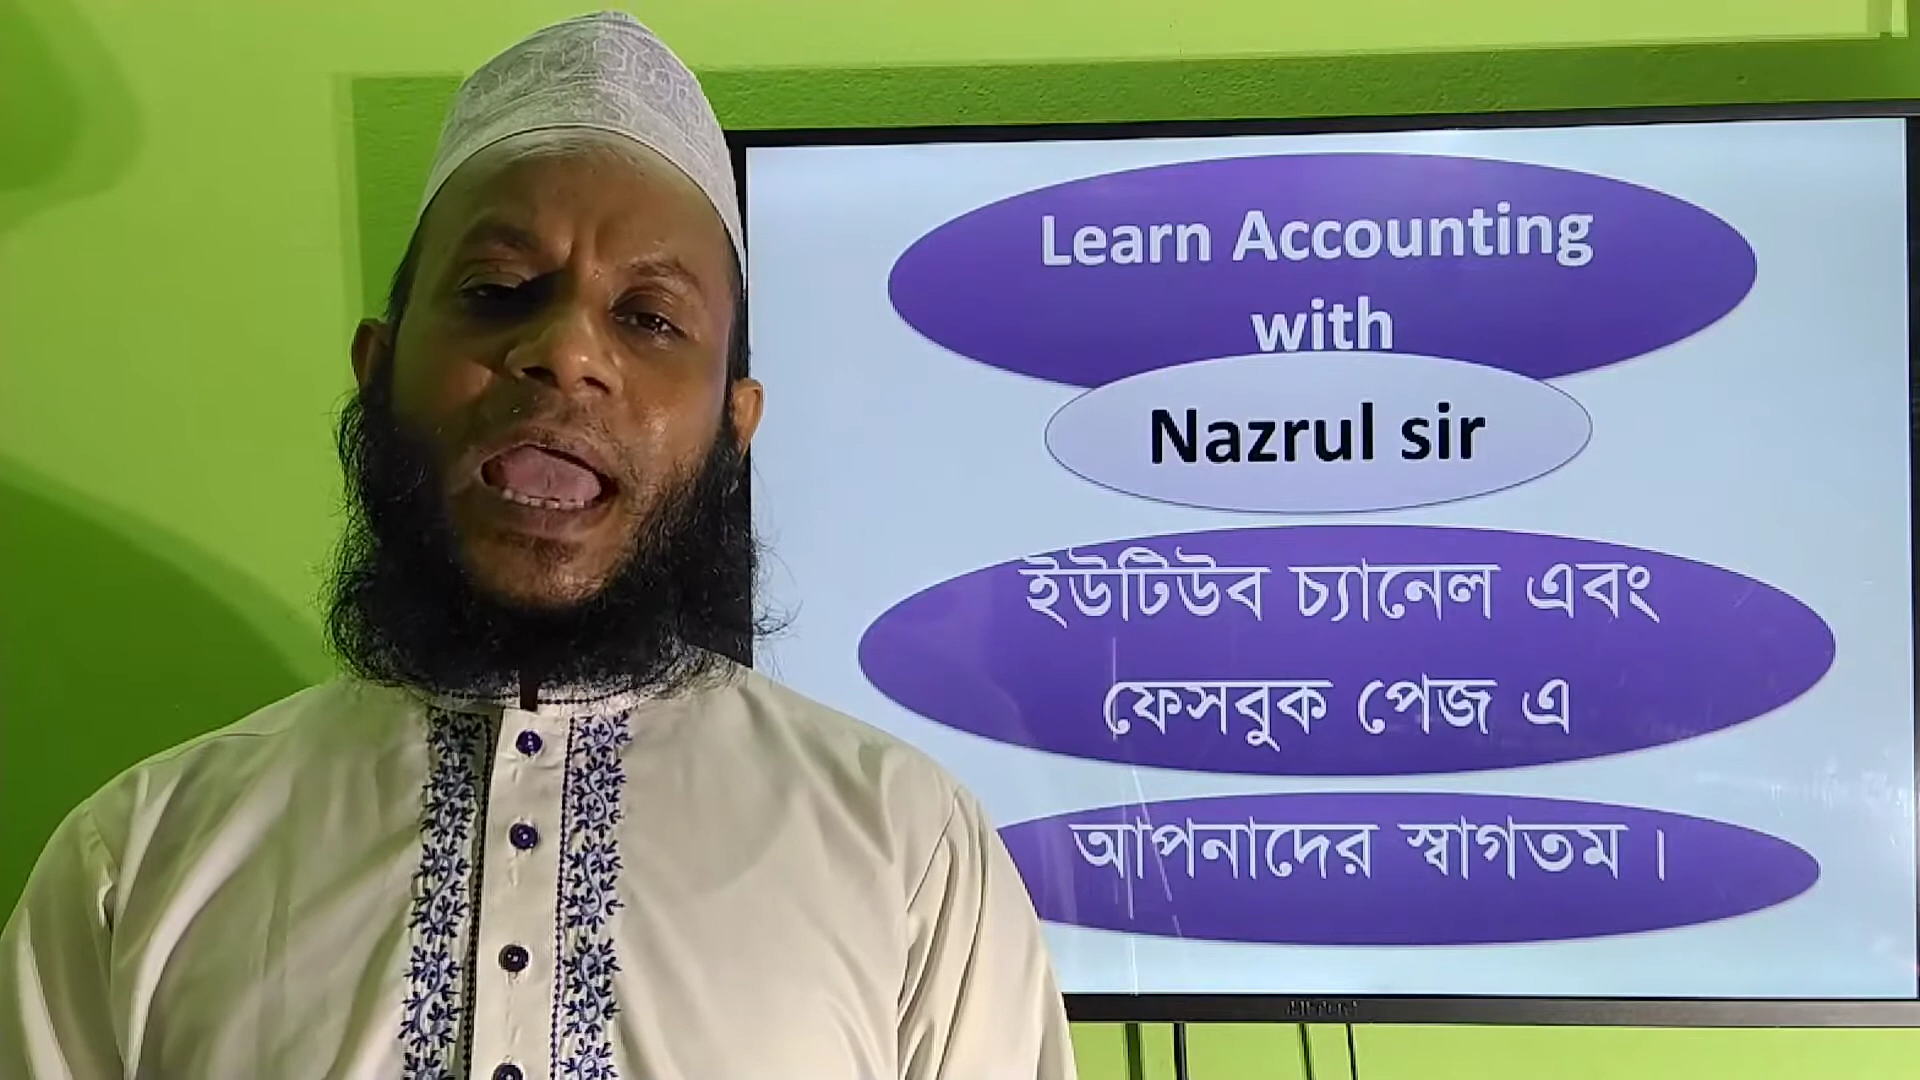 Learn Accounting
with
Nazrul sir
ইউটিউব চ্যানেল এবং
ফেসবুক পেজ এ
আপনাদের স্বাগতম।